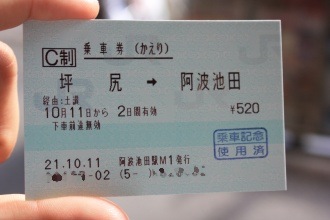 C制 乗車券 (かえり)
坪尻 → 阿波池田
経由:土讃
10月11日から 2日間有効 ¥520
下車前途無効
乗車記念
使用済
21.10.11 阿波池田駅M1発行
-02 (5- )